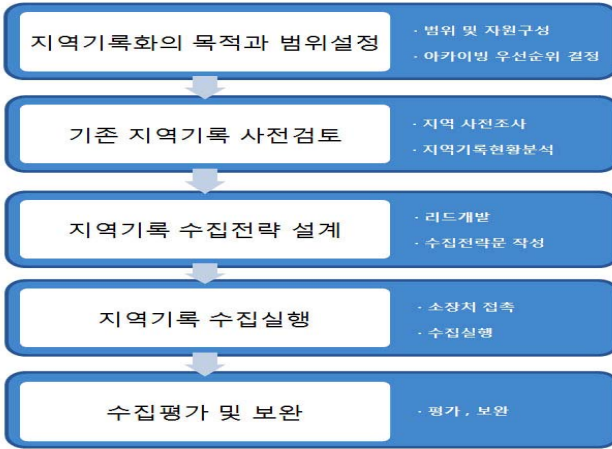 지역기록화의 목적과 범위설정
· 범위 및 자원구성
· 아카이빙 우선순위 결정
기존 지역기록 사전검토
· 지역 사전조사
· 지역기록현황분석
지역기록 수집전략 설계
· 리드개발
· 수집전략문 작성
지역기록 수집실행
· 소장처 접촉
· 수집실행
수집평가 및 보완
· 평가 , 보완